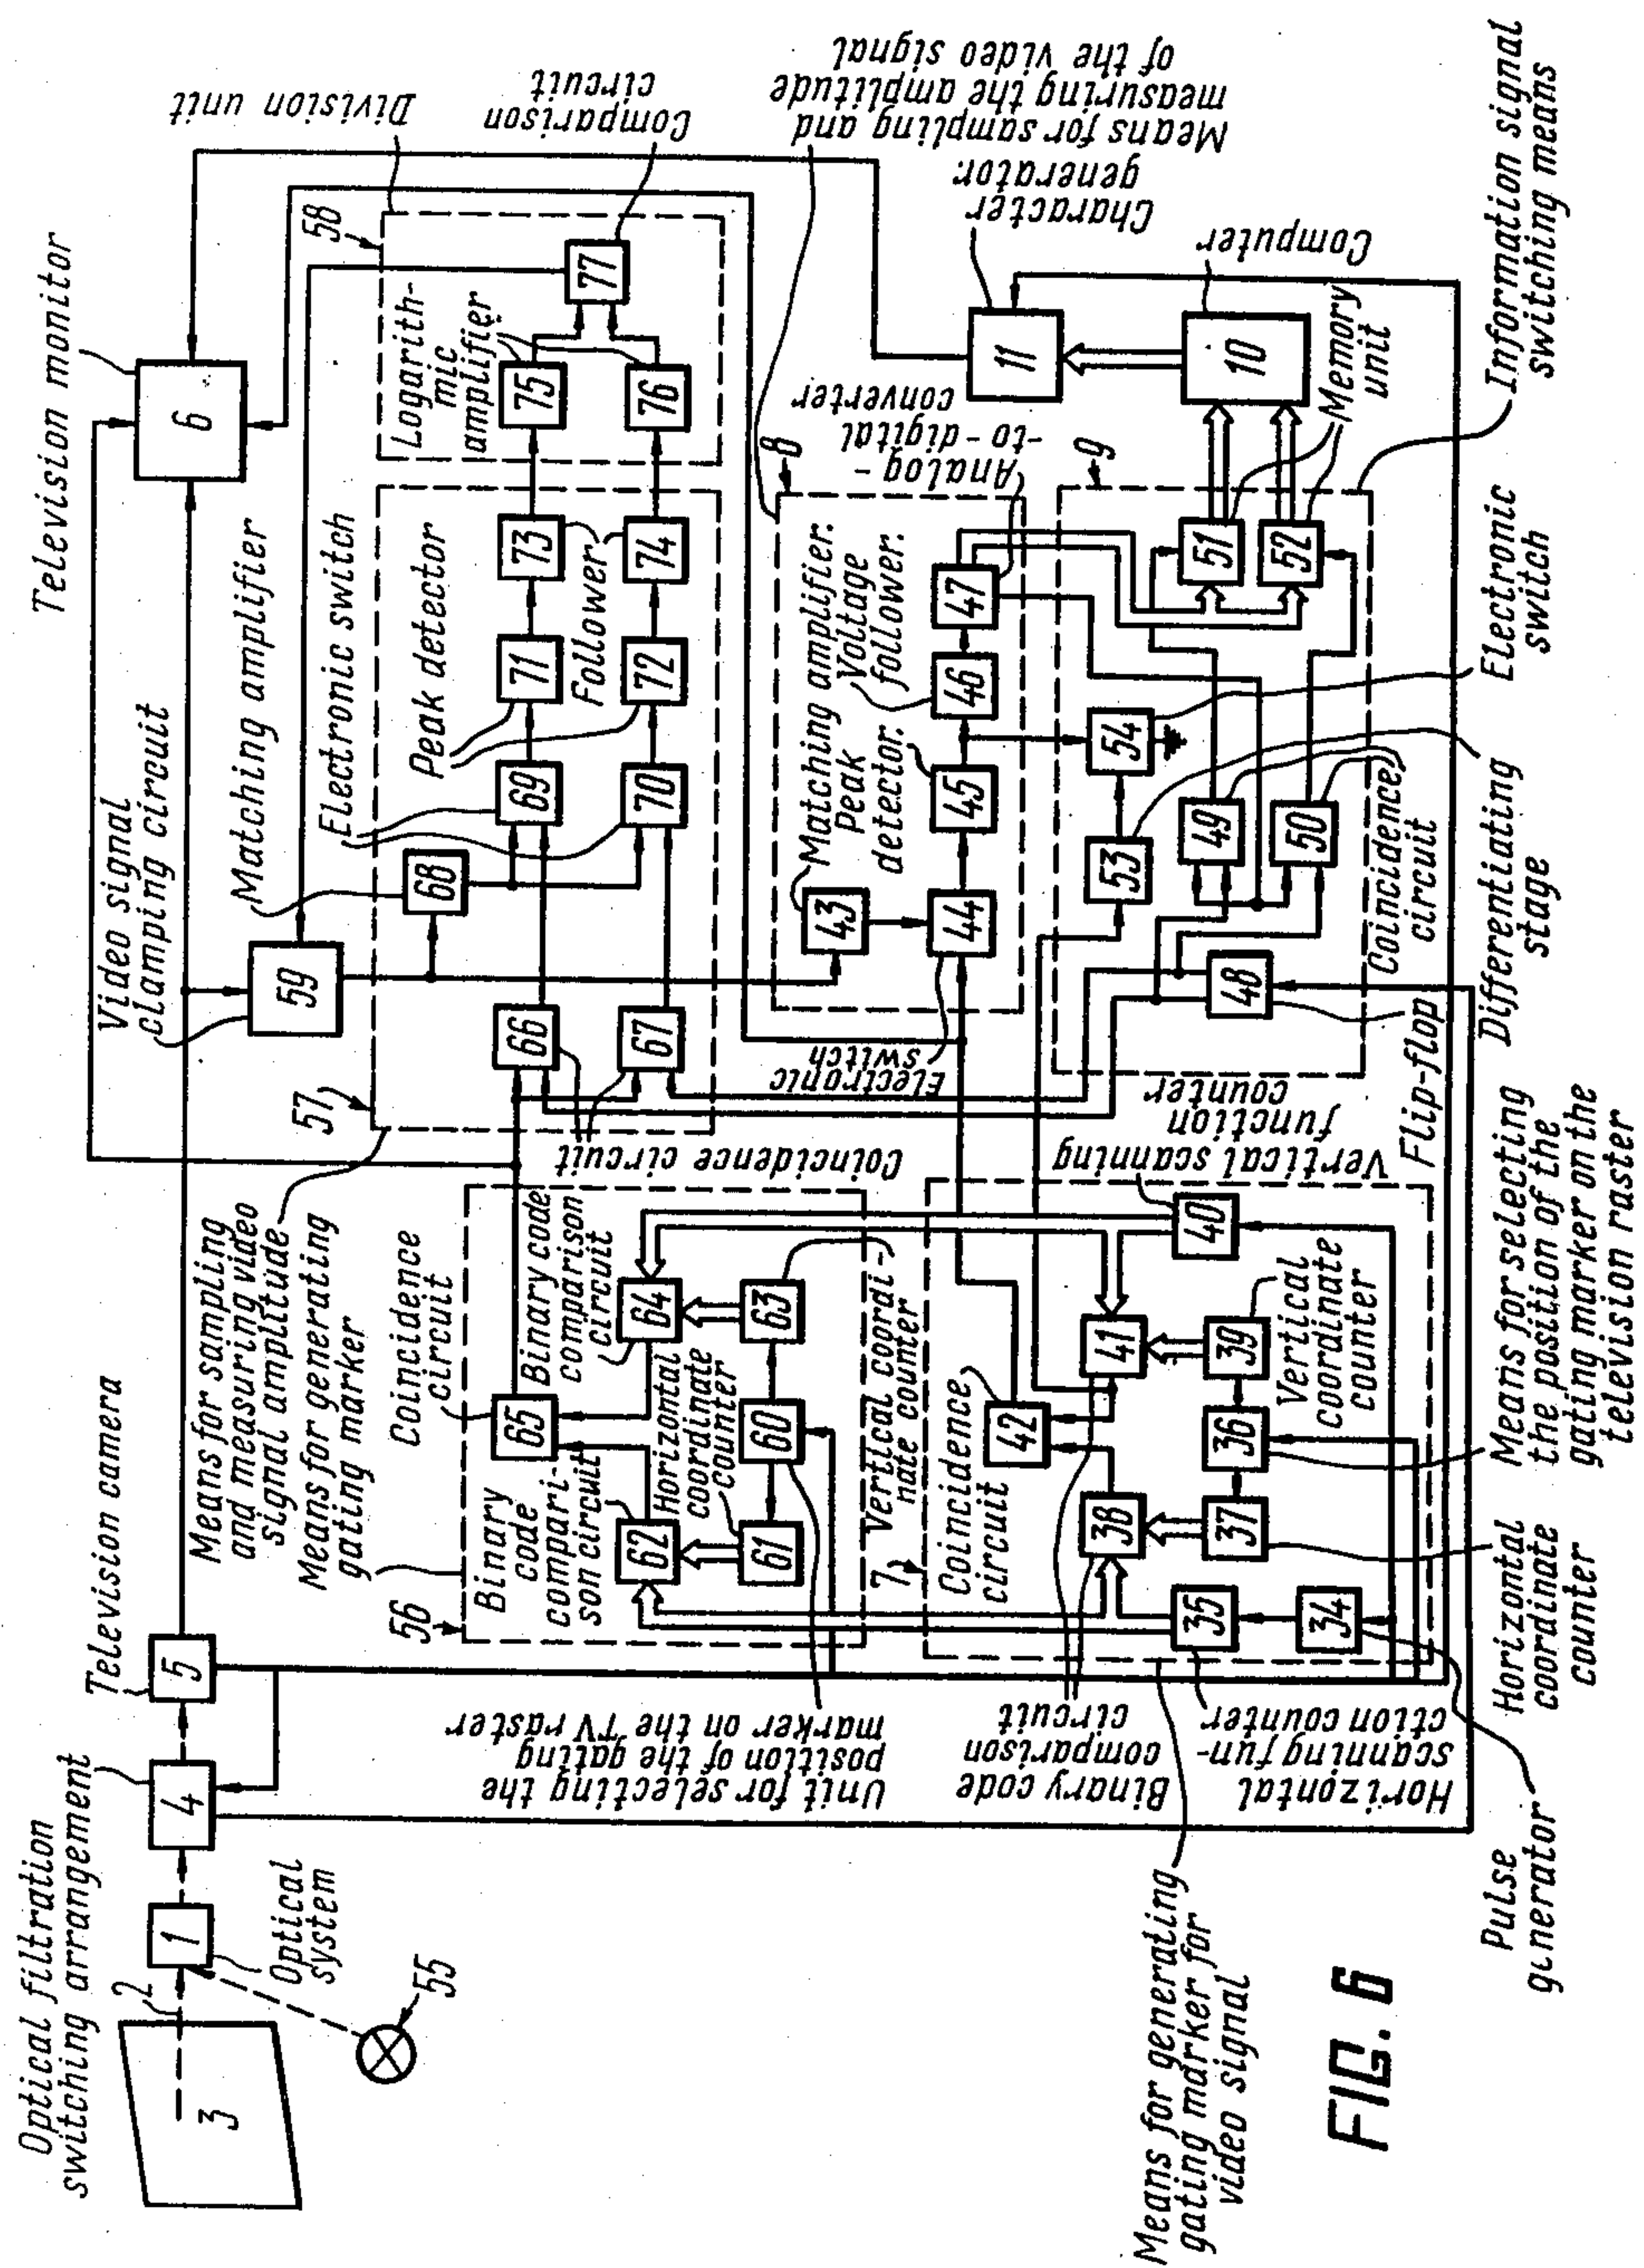 Optical filtration
switching arrangement
Television camera
Video signal
clamping circuit
Television monitor
2
3
1
Optical
system
55
4
5
6
59
Matching amplifier
Electronic switch
Means for sampling
and measuring video
signal amplitude
Means for generating
gating marker
57
68
66
67
69
70
Peak detector
71
72
Follower
73
74
58
Logarith-
mic
amplifier
75
76
77
Division unit
Comparison
circuit
Coincidence circuit
56
Coincidence
circuit
65
Binary code
comparison
circuit
64
Binary
code
compari-
son circuit
62
Horizontal
coordinate
counter
61
60
63
Vertical coordi-
nate counter
Unit for selecting the
position of the gating
marker on the TV raster
8
Matching amplifier.
Peak
detector.
Voltage
follower.
43
44
45
46
47
Electronic
switch
Analog-
-to-digital
converter
Means for sampling and
measuring the amplitude
of the video signal
Character
generator.
11
Computer
10
7
Coincidence
circuit
42
41
38
37
36
39
40
35
34
Vertical
coordinate
counter
Vertical scanning
function
counter
Binary code
comparison
circuit
Horizontal
scanning fun-
ction counter
9
53
54
48
49
50
51
52
Memory
unit
Coincidence
circuit
Flip-flop
Differentiating
stage
Electronic
switch
Information signal
switching means
Means for selecting
the position of the
gating marker on the
television raster
Horizontal
coordinate
counter
Pulse
generator
Means for generating
gating marker for
video signal
FIG. 6